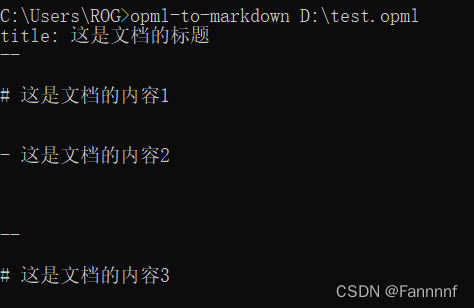 C:\Users\ROG>opml-to-markdown D:\test.opml
title: 这是文档的标题
--
# 这是文档的内容1
- 这是文档的内容2
--
# 这是文档的内容3
CSDN @Fannnnf